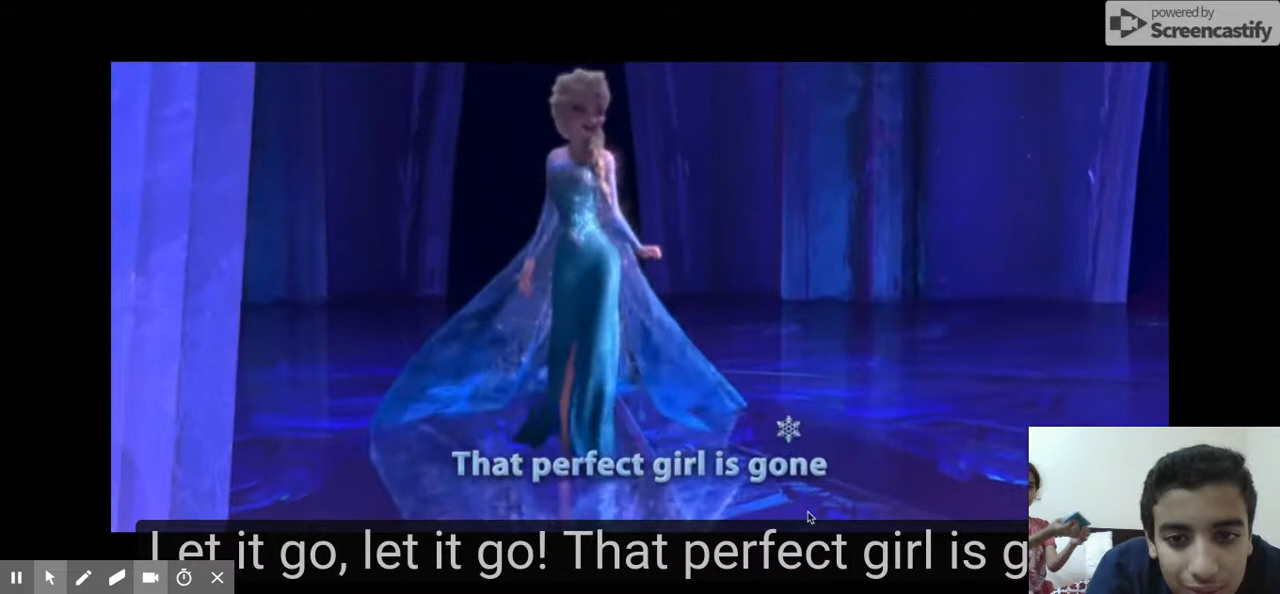 powered by
Screencastify
That perfect girl is gone
Let it go, let it go! That perfect girl is g